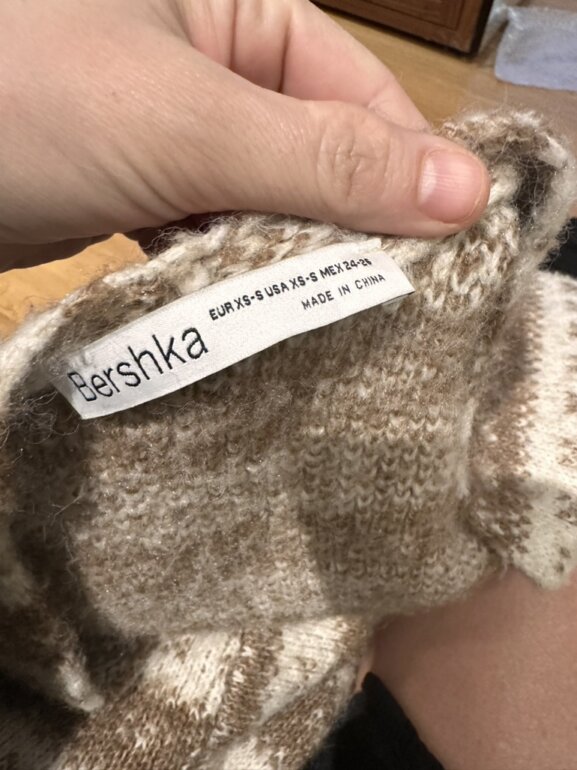 Bershka
EUR XS-S USA XS-S MEX 24-26
MADE IN CHINA